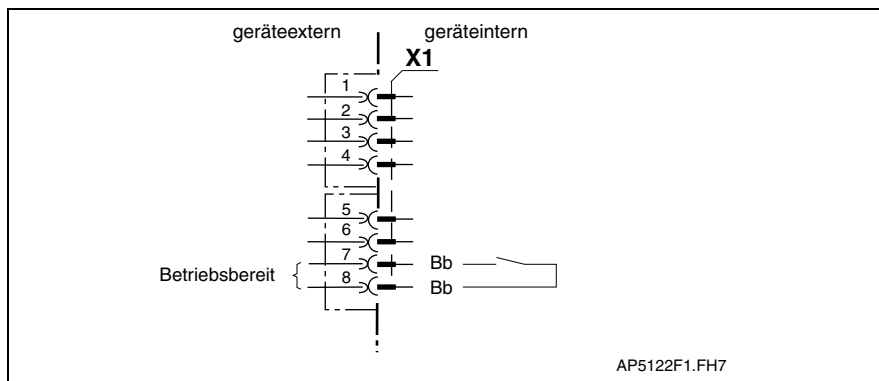 geräteextern geräteintern
X1
1
2
3
4
5
6
7 Bb
Betriebsbereit
8 Bb
AP5122F1.FH7